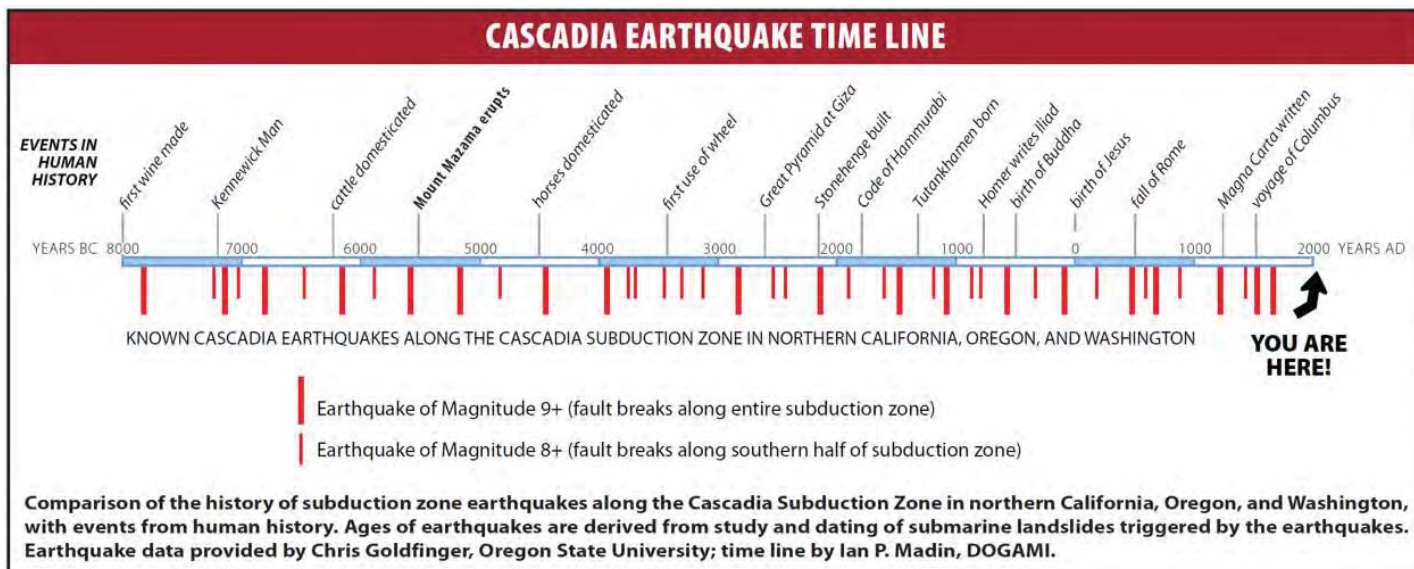 CASCADIA EARTHQUAKE TIME LINE
EVENTS IN
HUMAN
HISTORY
first wine made
Kennewick Man
cattle domesticated
Mount Mazama erupts
horses domesticated
first use of wheel
Great Pyramid at Giza
Stonehenge built
Code of Hammurabi
Tutankhamen born
Homer writes Iliad
birth of Buddha
birth of Jesus
fall of Rome
Magna Carta written
voyage of Columbus
YEARS BC 8000 7000 6000 5000 4000 3000 2000 1000 0 1000 2000 YEARS AD
KNOWN CASCADIA EARTHQUAKES ALONG THE CASCADIA SUBDUCTION ZONE IN NORTHERN CALIFORNIA, OREGON, AND WASHINGTON
YOU ARE
HERE!
Earthquake of Magnitude 9+ (fault breaks along entire subduction zone)
Earthquake of Magnitude 8+ (fault breaks along southern half of subduction zone)
Comparison of the history of subduction zone earthquakes along the Cascadia Subduction Zone in northern California, Oregon, and Washington,
with events from human history. Ages of earthquakes are derived from study and dating of submarine landslides triggered by the earthquakes.
Earthquake data provided by Chris Goldfinger, Oregon State University; time line by Ian P. Madin, DOGAMI.